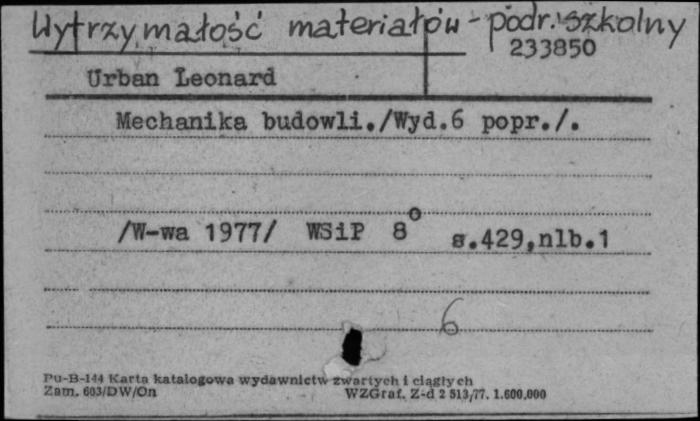 Wytrzymałość materiałów - podr. szkolny
233850
Urban Leonard
Mechanika budowli./Wyd.6 popr./.
/W-wa 1977/ WSiP 8° s.429,nlb.1
6
Pu-B-144 Karta katalogowa wydawnictw zwartych i ciągłych
Zam. 603/DW/On WZGraf. Z-d 2 513/77. 1.600.000